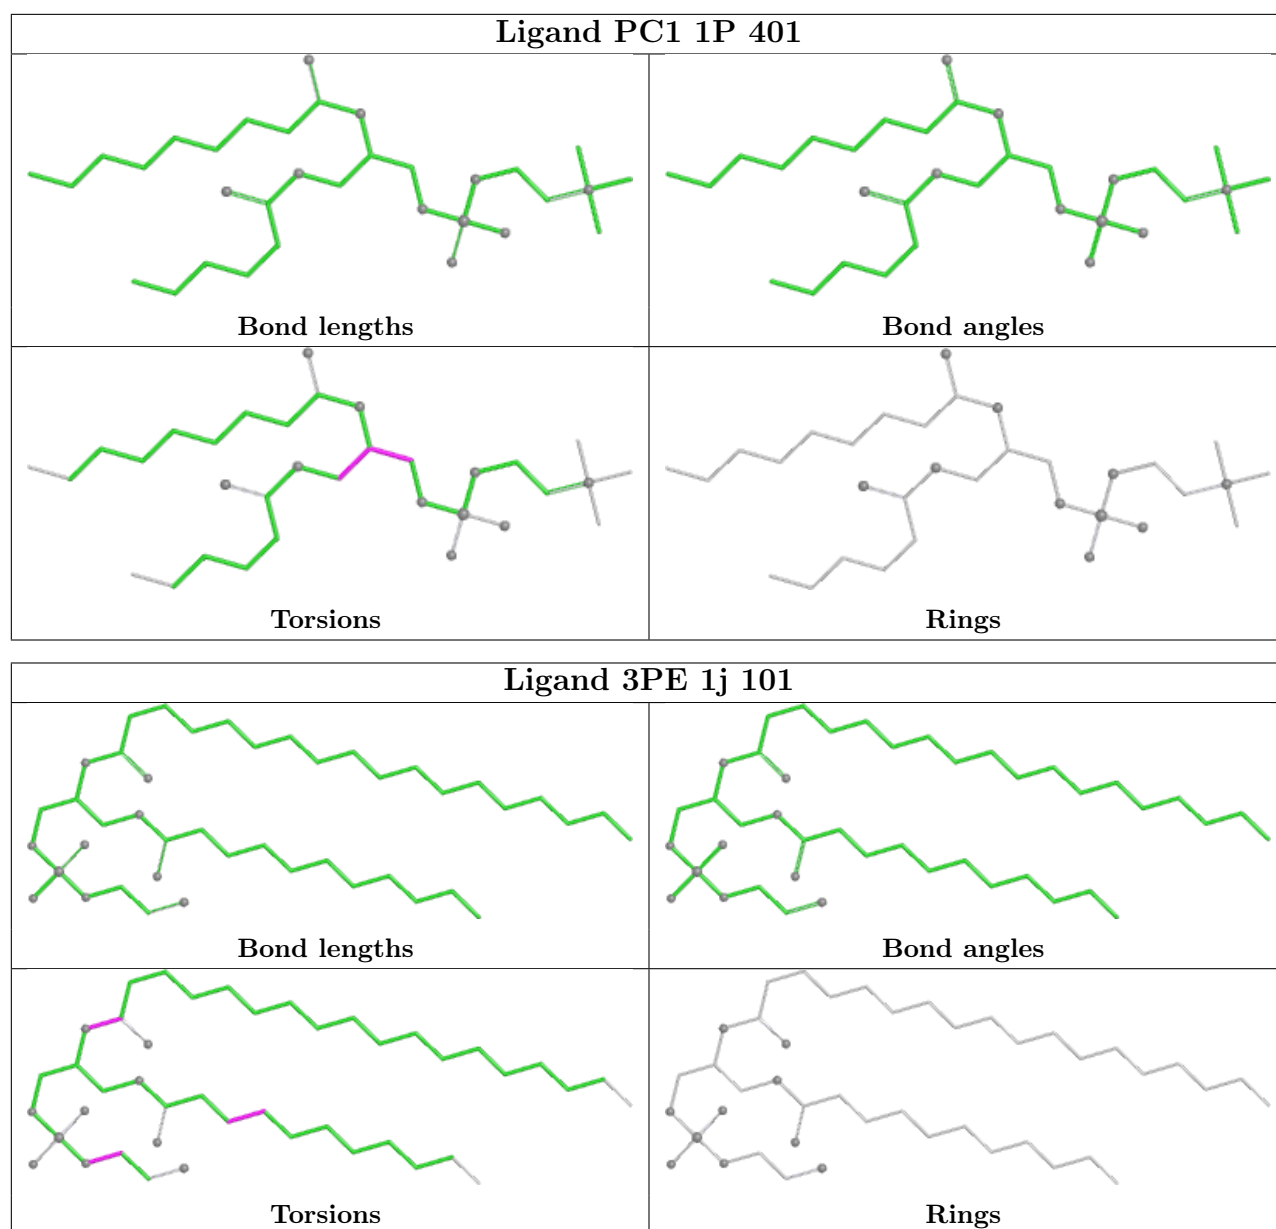 Ligand PC1 1P 401
Bond lengths
Bond angles
Torsions
Rings
Ligand 3PE 1j 101
Bond lengths
Bond angles
Torsions
Rings